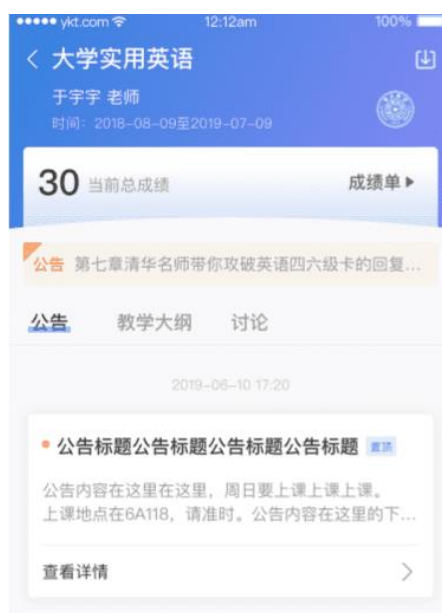 ykt.com 12:12am 100%
大学实用英语
于宇宇 老师
时间：2018-08-09至2019-07-09
30 当前总成绩 成绩单
公告 第七章清华名师带你攻破英语四六级卡的回复...
公告 教学大纲 讨论
2019-06-10 17:20
公告标题公告标题公告标题公告标题 置顶
公告内容在这里在这里，周日要上课上课上课。
上课地点在6A118，请准时。公告内容在这里的下...
查看详情